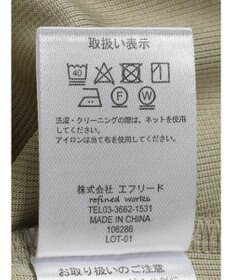 取扱い表示
40
P
F
W
洗濯・クリーニングの際は、ネットを使用
してください。
アイロンは当て布を使用してください。
株式会社 エフリード
refined works
TEL03-3662-1531
MADE IN CHINA
106286
LOT-01
お取り扱いのご注意